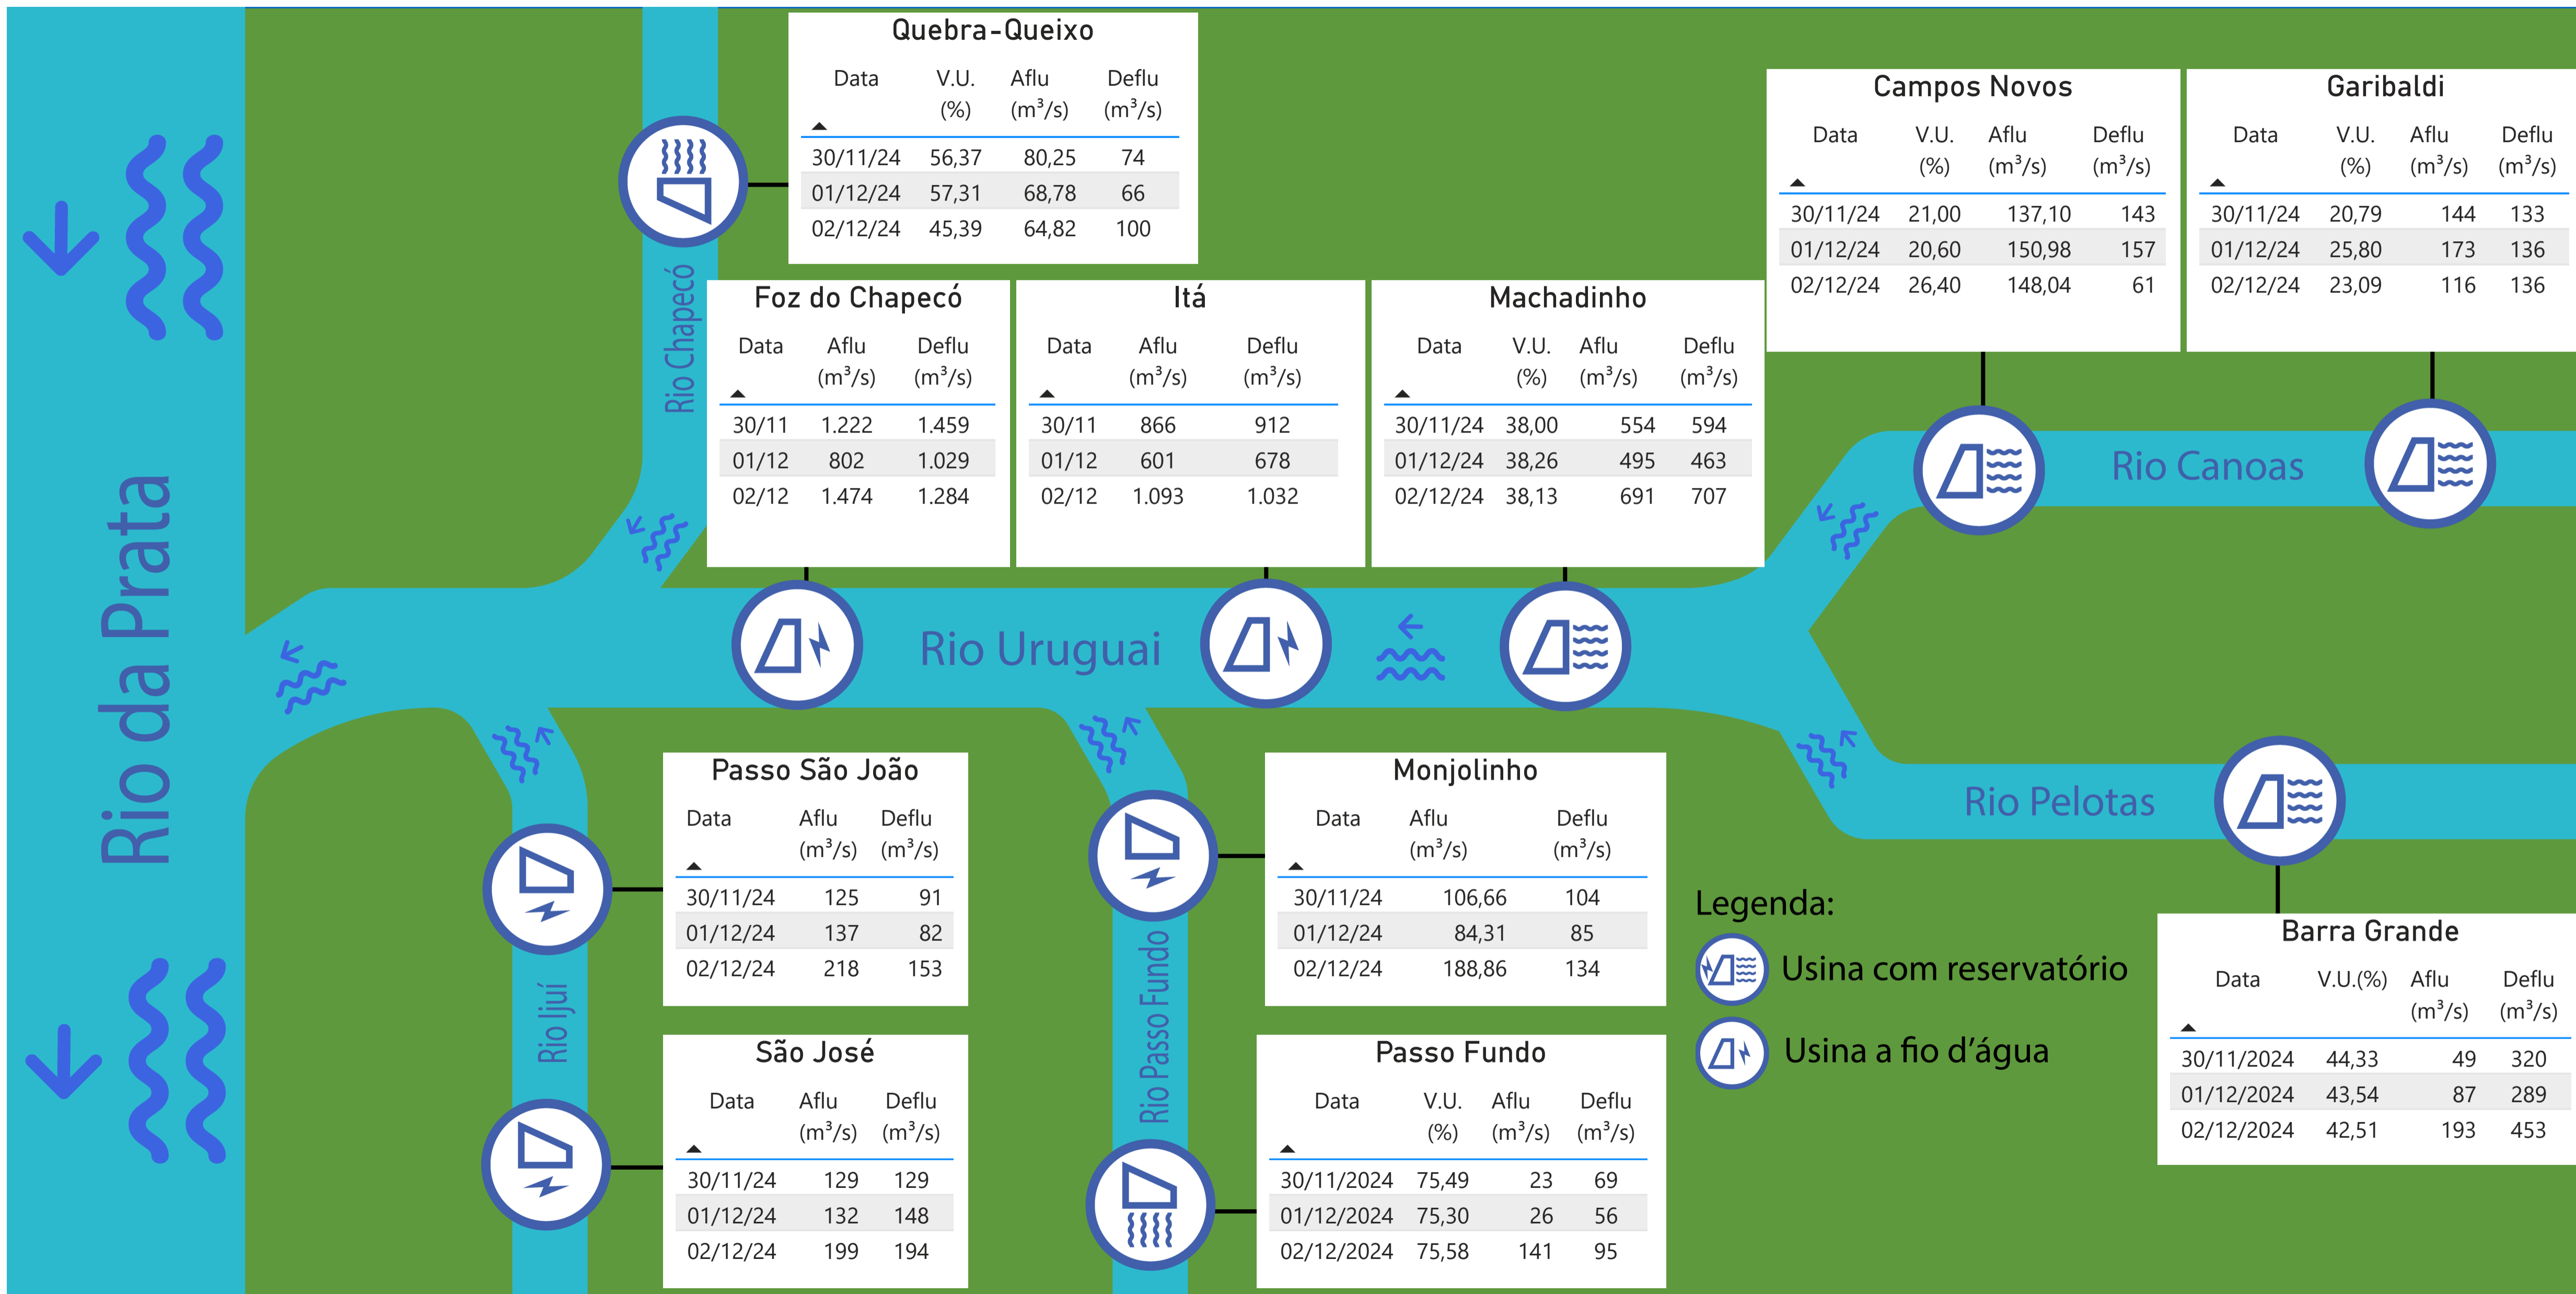 Quebra-Queixo
Data V.U. Aflu Deflu
(%) (m³/s) (m³/s)
30/11/24 56,37 80,25 74
01/12/24 57,31 68,78 66
02/12/24 45,39 64,82 100
Campos Novos
Data V.U. Aflu Deflu
(%) (m³/s) (m³/s)
30/11/24 21,00 137,10 143
01/12/24 20,60 150,98 157
02/12/24 26,40 148,04 61
Garibaldi
Data V.U. Aflu Deflu
(%) (m³/s) (m³/s)
30/11/24 20,79 144 133
01/12/24 25,80 173 136
02/12/24 23,09 116 136
Rio Chapecó
Foz do Chapecó
Data Aflu Deflu
(m³/s) (m³/s)
30/11 1.222 1.459
01/12 802 1.029
02/12 1.474 1.284
Itá
Data Aflu Deflu
(m³/s) (m³/s)
30/11 866 912
01/12 601 678
02/12 1.093 1.032
Machadinho
Data V.U. Aflu Deflu
(%) (m³/s) (m³/s)
30/11/24 38,00 554 594
01/12/24 38,26 495 463
02/12/24 38,13 691 707
Rio Canoas
Rio da Prata
Rio Uruguai
Rio Pelotas
Passo São João
Data Aflu Deflu
(m³/s) (m³/s)
30/11/24 125 91
01/12/24 137 82
02/12/24 218 153
Monjolinho
Data Aflu Deflu
(m³/s) (m³/s)
30/11/24 106,66 104
01/12/24 84,31 85
02/12/24 188,86 134
Legenda:
Usina com reservatório
Usina a fio d’água
Barra Grande
Data V.U.(%) Aflu Deflu
(m³/s) (m³/s)
30/11/2024 44,33 49 320
01/12/2024 43,54 87 289
02/12/2024 42,51 193 453
Rio Ijuí
São José
Data Aflu Deflu
(m³/s) (m³/s)
30/11/24 129 129
01/12/24 132 148
02/12/24 199 194
Rio Passo Fundo
Passo Fundo
Data V.U. Aflu Deflu
(%) (m³/s) (m³/s)
30/11/2024 75,49 23 69
01/12/2024 75,30 26 56
02/12/2024 75,58 141 95